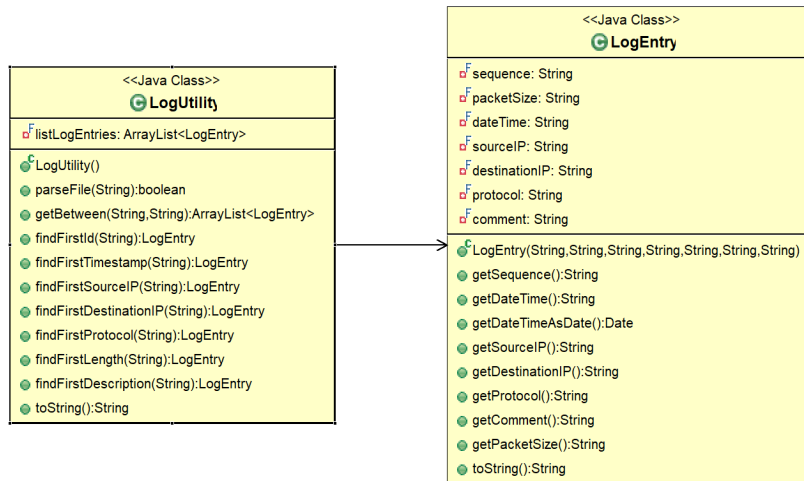 <<Java Class>>
C LogUtility
F listLogEntries: ArrayList<LogEntry>
C LogUtility()
parseFile(String):boolean
getBetween(String,String):ArrayList<LogEntry>
findFirstId(String):LogEntry
findFirstTimestamp(String):LogEntry
findFirstSourceIP(String):LogEntry
findFirstDestinationIP(String):LogEntry
findFirstProtocol(String):LogEntry
findFirstLength(String):LogEntry
findFirstDescription(String):LogEntry
toString():String
<<Java Class>>
C LogEntry
F sequence: String
F packetSize: String
F dateTime: String
F sourceIP: String
F destinationIP: String
F protocol: String
F comment: String
C LogEntry(String,String,String,String,String,String,String)
getSequence():String
getDateTime():String
getDateTimeAsDate():Date
getSourceIP():String
getDestinationIP():String
getProtocol():String
getComment():String
getPacketSize():String
toString():String